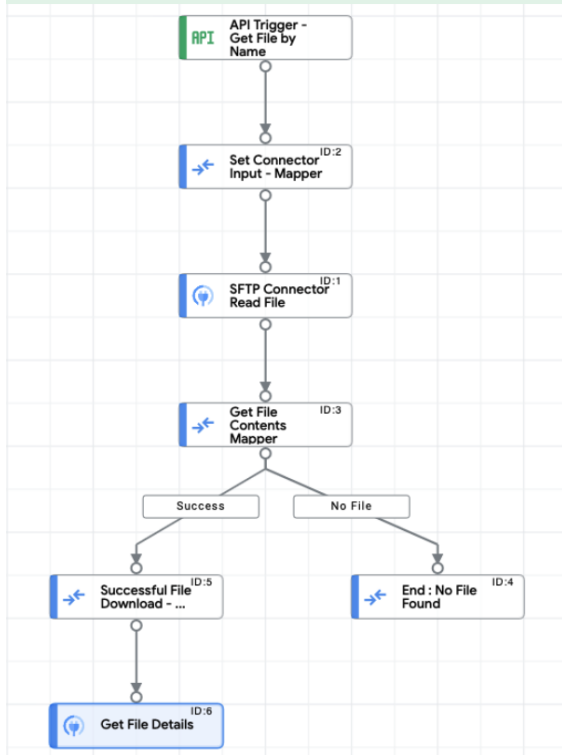 API
API Trigger -
Get File by
Name
ID:2
Set Connector
Input - Mapper
ID:1
SFTP Connector
Read File
ID:3
Get File
Contents
Mapper
Success
No File
ID:5
Successful File
Download - ...
ID:4
End : No File
Found
ID:6
Get File Details